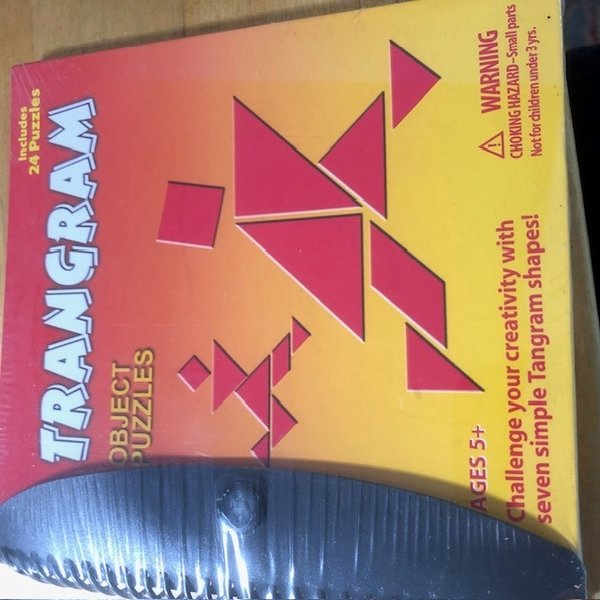 Includes
24 Puzzles
TRANGRAM
OBJECT
PUZZLES
WARNING
CHOKING HAZARD–Small parts
Not for children under 3 yrs.
AGES 5+
Challenge your creativity with
seven simple Tangram shapes!